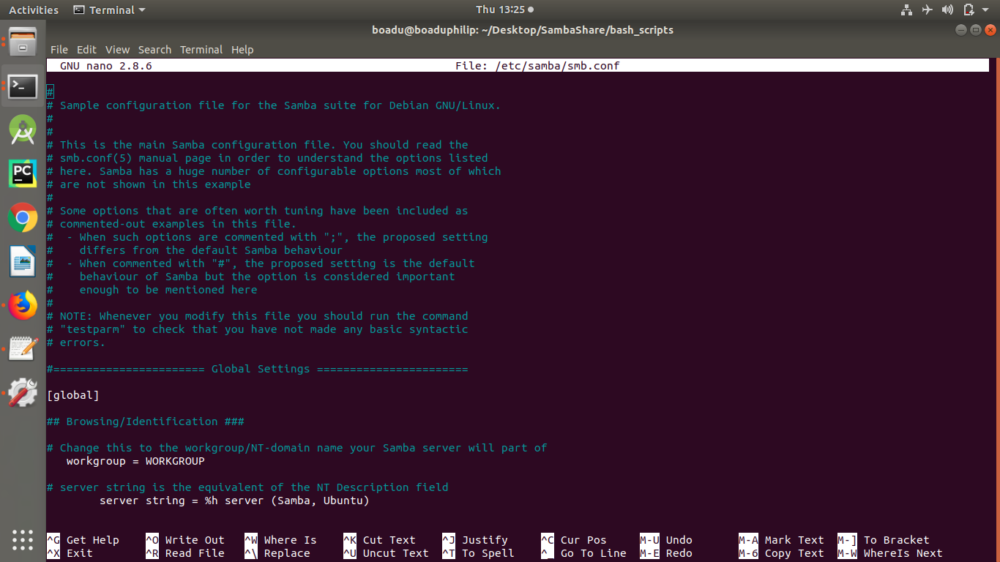 Activities Terminal Thu 13:25
boadu@boaduphilip: ~/Desktop/SambaShare/bash_scripts
File Edit View Search Terminal Help
GNU nano 2.8.6 File: /etc/samba/smb.conf
#
# Sample configuration file for the Samba suite for Debian GNU/Linux.
#
#
# This is the main Samba configuration file. You should read the
# smb.conf(5) manual page in order to understand the options listed
# here. Samba has a huge number of configurable options most of which
# are not shown in this example
#
# Some options that are often worth tuning have been included as
# commented-out examples in this file.
#  - When such options are commented with ";", the proposed setting
#    differs from the default Samba behaviour
#  - When commented with "#", the proposed setting is the default
#    behaviour of Samba but the option is considered important
#    enough to be mentioned here
#
# NOTE: Whenever you modify this file you should run the command
# "testparm" to check that you have not made any basic syntactic
# errors.
#======================= Global Settings =======================
[global]
## Browsing/Identification ###
# Change this to the workgroup/NT-domain name your Samba server will part of
   workgroup = WORKGROUP
# server string is the equivalent of the NT Description field
        server string = %h server (Samba, Ubuntu)
^G Get Help ^O Write Out ^W Where Is ^K Cut Text ^J Justify ^C Cur Pos M-U Undo M-A Mark Text M-] To Bracket
^X Exit ^R Read File ^\ Replace ^U Uncut Text ^T To Spell ^_ Go To Line M-E Redo M-6 Copy Text M-W WhereIs Next
PC